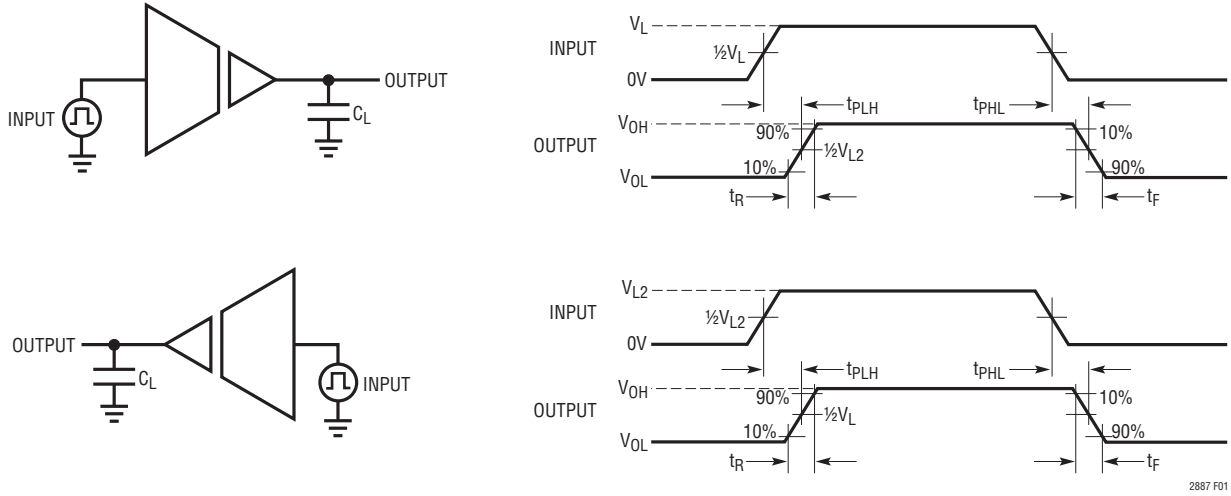 INPUT
OUTPUT
C_L
INPUT
V_L
½V_L
0V
t_PLH
t_PHL
OUTPUT
V_OH
90%
10%
½V_L2
10%
90%
V_OL
t_R
t_F
OUTPUT
C_L
INPUT
INPUT
V_L2
½V_L2
0V
t_PLH
t_PHL
OUTPUT
V_OH
90%
10%
½V_L
10%
90%
V_OL
t_R
t_F
2887 F01